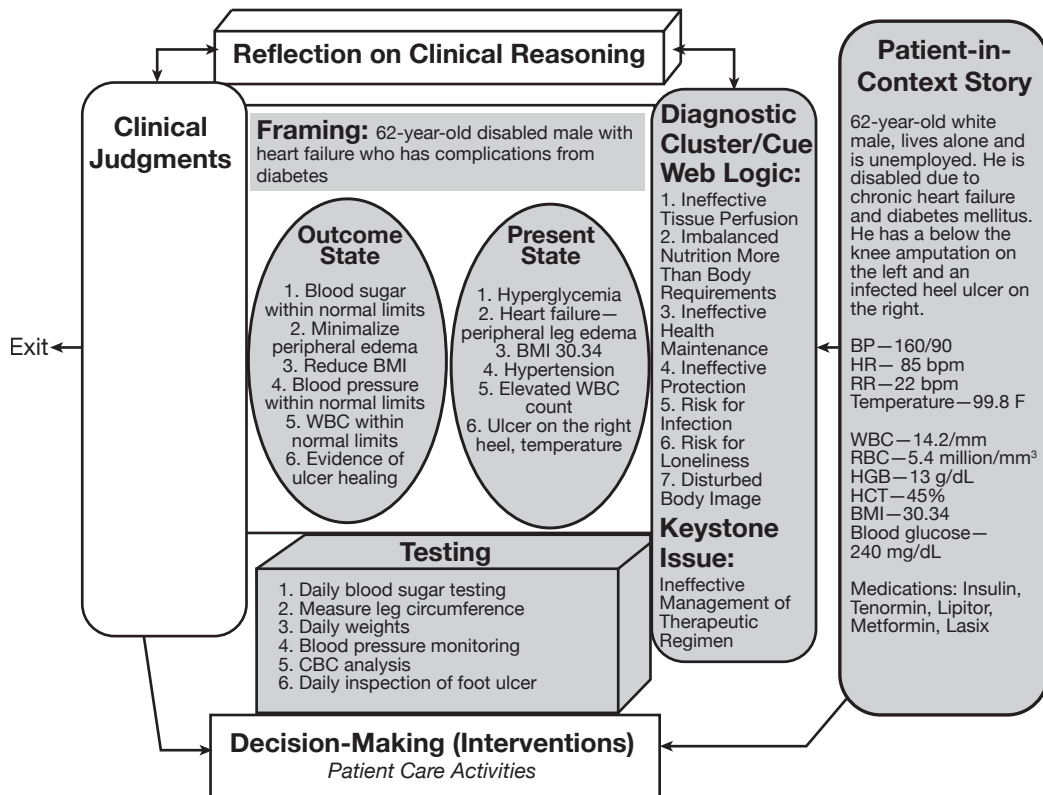 Reflection on Clinical Reasoning
Exit
Clinical
Judgments
Framing: 62-year-old disabled male with
heart failure who has complications from
diabetes
Outcome
State
1. Blood sugar
within normal limits
2. Minimalize
peripheral edema
3. Reduce BMI
4. Blood pressure
within normal limits
5. WBC within
normal limits
6. Evidence of
ulcer healing
Present
State
1. Hyperglycemia
2. Heart failure—
peripheral leg edema
3. BMI 30.34
4. Hypertension
5. Elevated WBC
count
6. Ulcer on the right
heel, temperature
Testing
1. Daily blood sugar testing
2. Measure leg circumference
3. Daily weights
4. Blood pressure monitoring
5. CBC analysis
6. Daily inspection of foot ulcer
Decision-Making (Interventions)
Patient Care Activities
Diagnostic
Cluster/Cue
Web Logic:
1. Ineffective
Tissue Perfusion
2. Imbalanced
Nutrition More
Than Body
Requirements
3. Ineffective
Health
Maintenance
4. Ineffective
Protection
5. Risk for
Infection
6. Risk for
Loneliness
7. Disturbed
Body Image
Keystone
Issue:
Ineffective
Management of
Therapeutic
Regimen
Patient-in-
Context Story
62-year-old white
male, lives alone and
is unemployed. He is
disabled due to
chronic heart failure
and diabetes mellitus.
He has a below the
knee amputation on
the left and an
infected heel ulcer on
the right.
BP—160/90
HR— 85 bpm
RR—22 bpm
Temperature—99.8 F
WBC—14.2/mm
RBC—5.4 million/mm³
HGB—13 g/dL
HCT—45%
BMI—30.34
Blood glucose—
240 mg/dL
Medications: Insulin,
Tenormin, Lipitor,
Metformin, Lasix